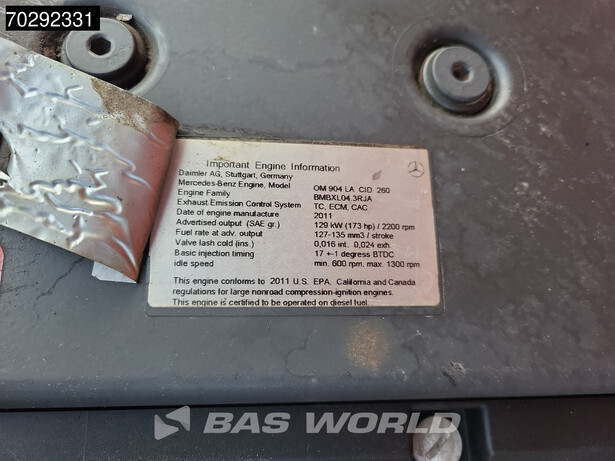 70292331
Important Engine Information
Daimler AG, Stuttgart, Germany
Mercedes-Benz Engine, Model OM 904 LA CID 260
Engine Family BMBXL04.3RJA
Exhaust Emission Control System TC, ECM, CAC
Date of engine manufacture 2011
Advertised output (SAE gr.) 129 kW (173 hp) / 2200 rpm
Fuel rate at adv. output 127-135 mm3 / stroke
Valve lash cold (ins.) 0,016 int. 0,024 exh.
Basic injection timing 17 +-1 degress BTDC
idle speed min. 600 rpm, max. 1300 rpm
This engine conforms to 2011 U.S. EPA, California and Canada
regulations for large nonroad compression-ignition engines.
This engine is certified to be operated on diesel fuel.
BAS WORLD